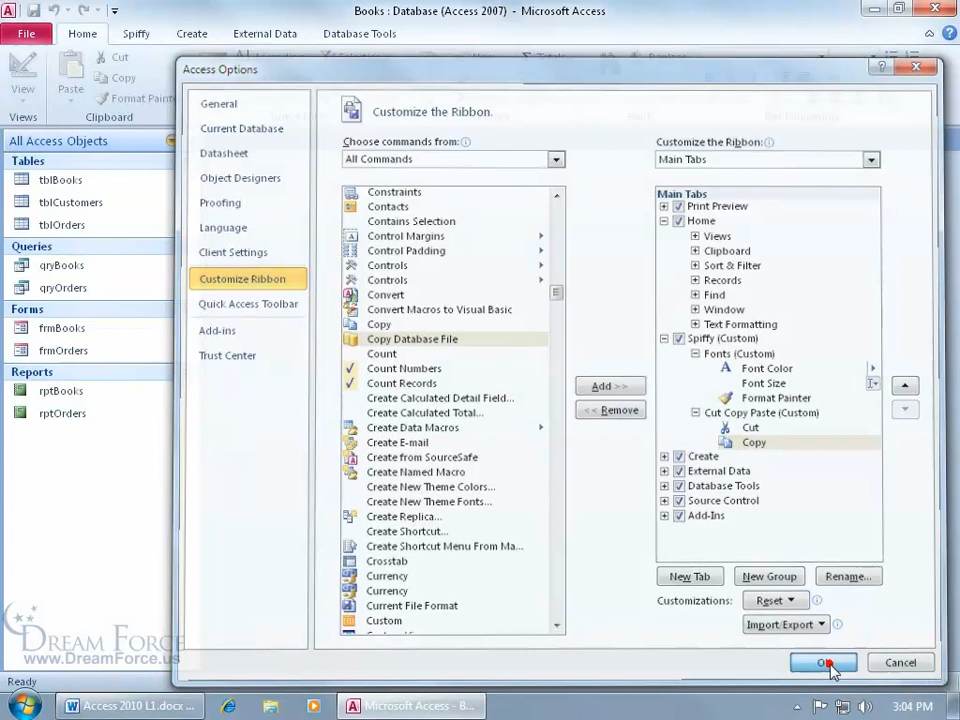 Books : Database (Access 2007) - Microsoft Access
File Home Spiffy Create External Data Database Tools
View
Paste
Cut
Copy
Format Paint
Views
Clipboard
All Access Objects
Tables
tblBooks
tblCustomers
tblOrders
Queries
qryBooks
qryOrders
Forms
frmBooks
frmOrders
Reports
rptBooks
rptOrders
Access Options
General
Current Database
Datasheet
Object Designers
Proofing
Language
Client Settings
Customize Ribbon
Quick Access Toolbar
Add-ins
Trust Center
Customize the Ribbon.
Choose commands from:
All Commands
Constraints
Contacts
Contains Selection
Control Margins
Control Padding
Controls
Controls
Convert
Convert Macros to Visual Basic
Copy
Copy Database File
Count
Count Numbers
Count Records
Create Calculated Detail Field...
Create Calculated Total...
Create Data Macros
Create E-mail
Create from SourceSafe
Create Named Macro
Create New Theme Colors...
Create New Theme Fonts...
Create Replica...
Create Shortcut...
Create Shortcut Menu From Ma...
Crosstab
Currency
Currency
Current File Format
Custom
Add >>
<< Remove
Customize the Ribbon:
Main Tabs
Main Tabs
Print Preview
Home
Views
Clipboard
Sort & Filter
Records
Find
Window
Text Formatting
Spiffy (Custom)
Fonts (Custom)
Font Color
Font Size
Format Painter
Cut Copy Paste (Custom)
Cut
Copy
Create
External Data
Database Tools
Source Control
Add-Ins
New Tab New Group Rename...
Customizations: Reset
Import/Export
Cancel
DREAM FORCE
www.DreamForce.us
Ready
Access 2010 L1.docx ...
Microsoft Access - B...
3:04 PM